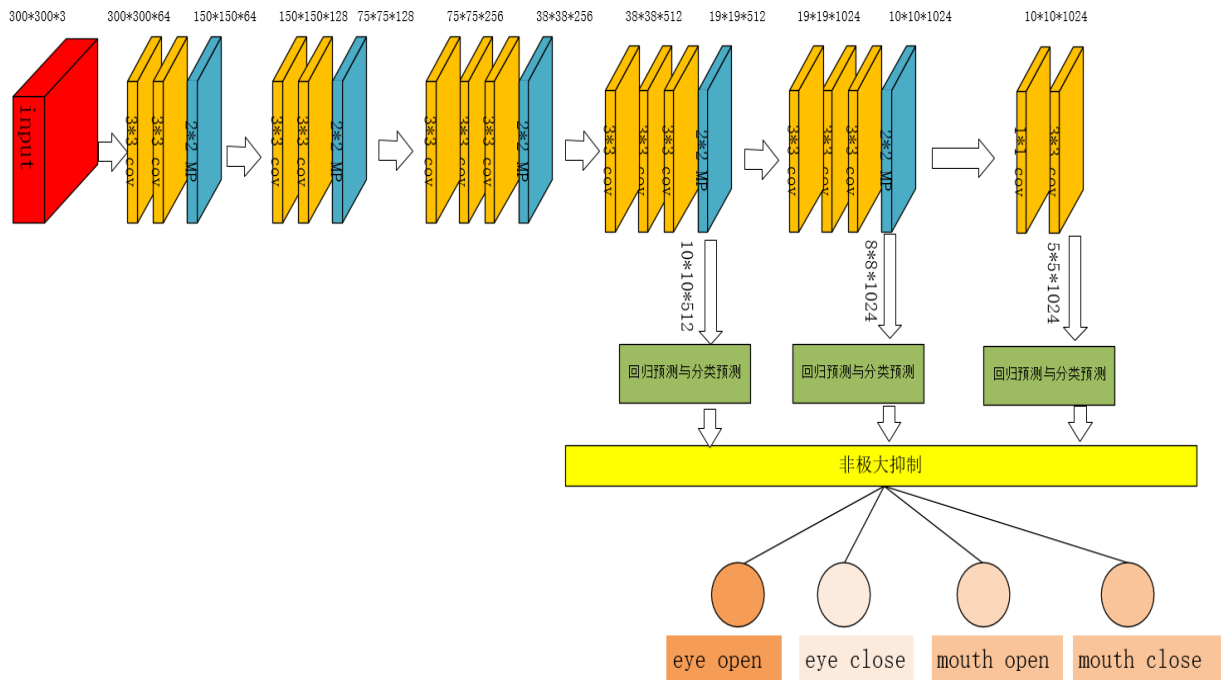 300*300*3
300*300*64
150*150*64
150*150*128
75*75*128
75*75*256
38*38*256
38*38*512
19*19*512
19*19*1024
10*10*1024
10*10*1024
input
3*3 cov
3*3 cov
2*2 MP
3*3 cov
3*3 cov
2*2 MP
3*3 cov
3*3 cov
3*3 cov
2*2 MP
3*3 cov
3*3 cov
3*3 cov
2*2 MP
3*3 cov
3*3 cov
3*3 cov
2*2 MP
1*1 cov
3*3 cov
10*10*512
8*8*1024
5*5*1024
回归预测与分类预测
回归预测与分类预测
回归预测与分类预测
非极大抑制
eye open
eye close
mouth open
mouth close